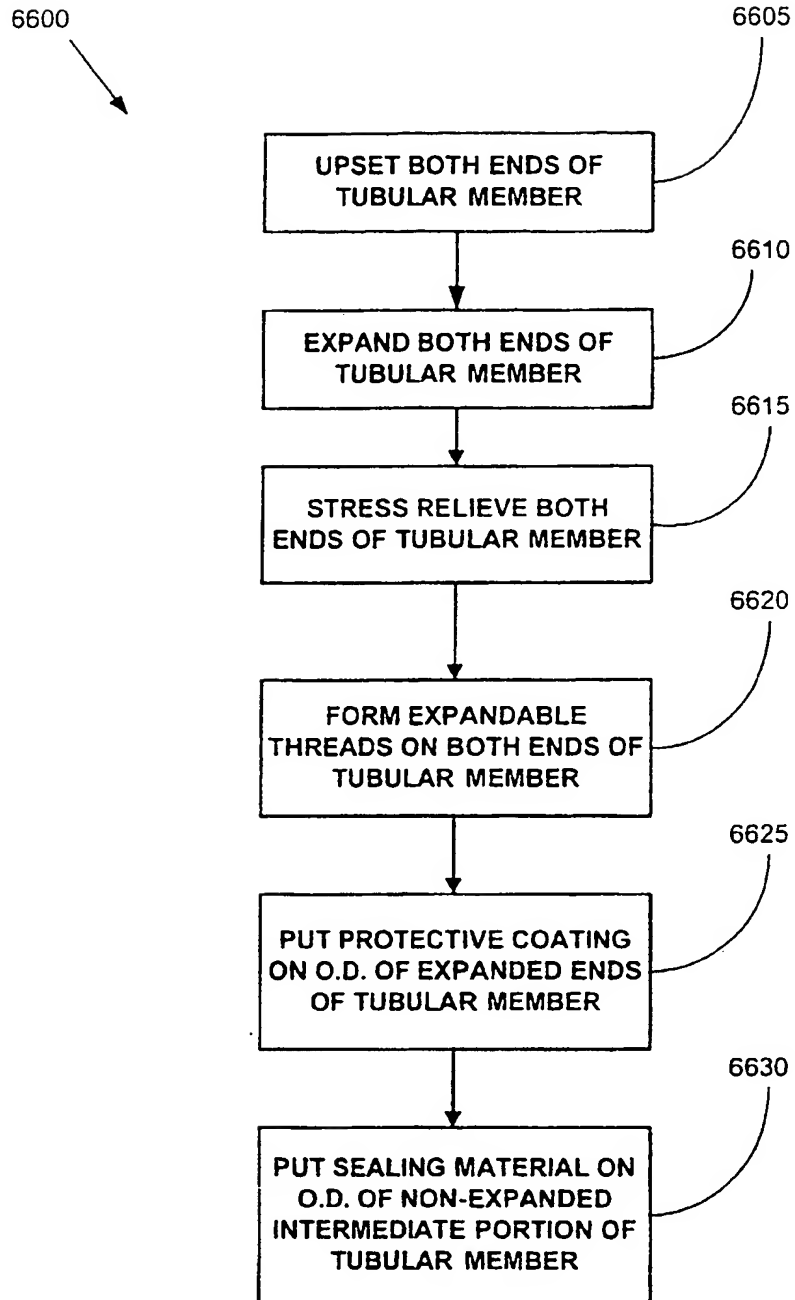 6600
6605
UPSET BOTH ENDS OF
TUBULAR MEMBER
6610
EXPAND BOTH ENDS OF
TUBULAR MEMBER
6615
STRESS RELIEVE BOTH
ENDS OF TUBULAR MEMBER
6620
FORM EXPANDABLE
THREADS ON BOTH ENDS OF
TUBULAR MEMBER
6625
PUT PROTECTIVE COATING
ON O.D. OF EXPANDED ENDS
OF TUBULAR MEMBER
6630
PUT SEALING MATERIAL ON
O.D. OF NON-EXPANDED
INTERMEDIATE PORTION OF
TUBULAR MEMBER